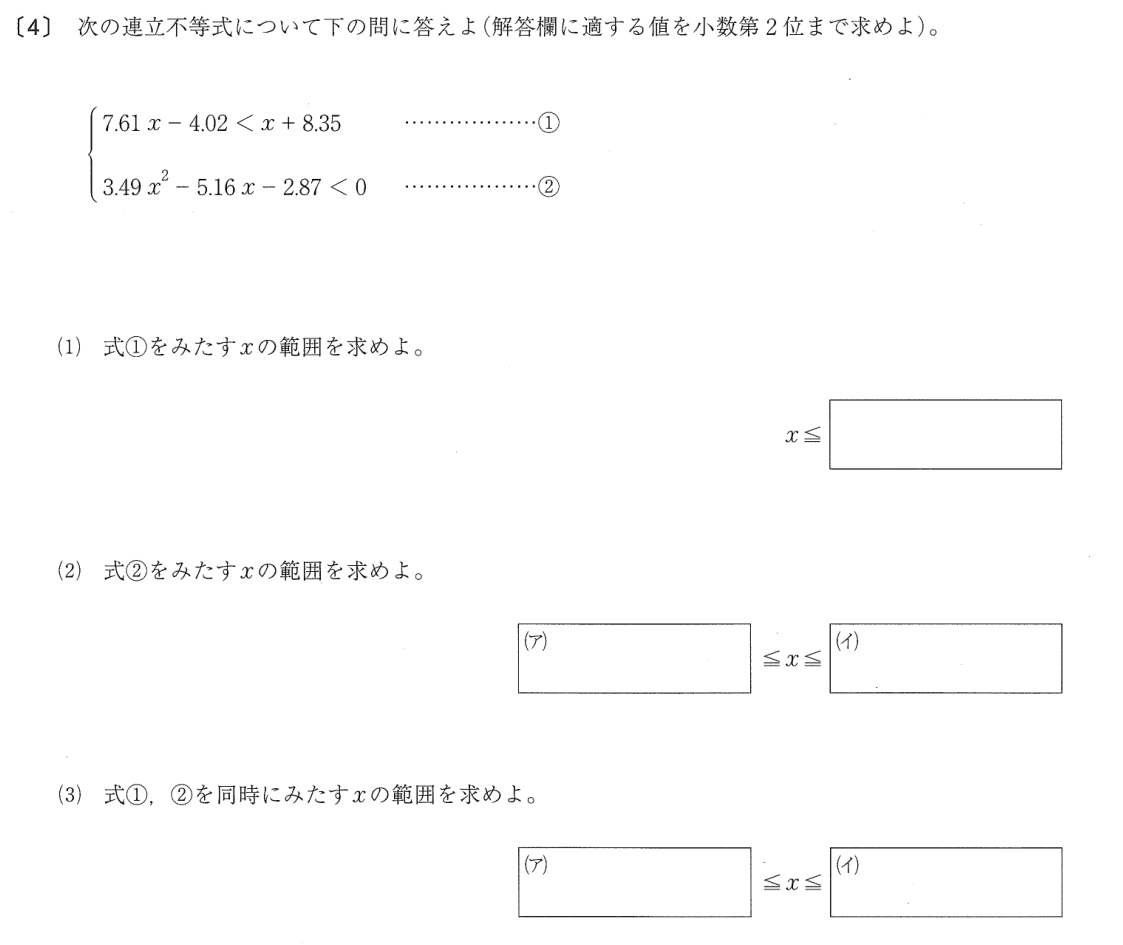 〔4〕 次の連立不等式について下の問に答えよ(解答欄に適する値を小数第2位まで求めよ)。
7.61 x − 4.02 < x + 8.35 ………………①
3.49 x² − 5.16 x − 2.87 < 0 ………………②
(1) 式①をみたすxの範囲を求めよ。
x ≦
(2) 式②をみたすxの範囲を求めよ。
(ア) ≦ x ≦ (イ)
(3) 式①,②を同時にみたすxの範囲を求めよ。
(ア) ≦ x ≦ (イ)